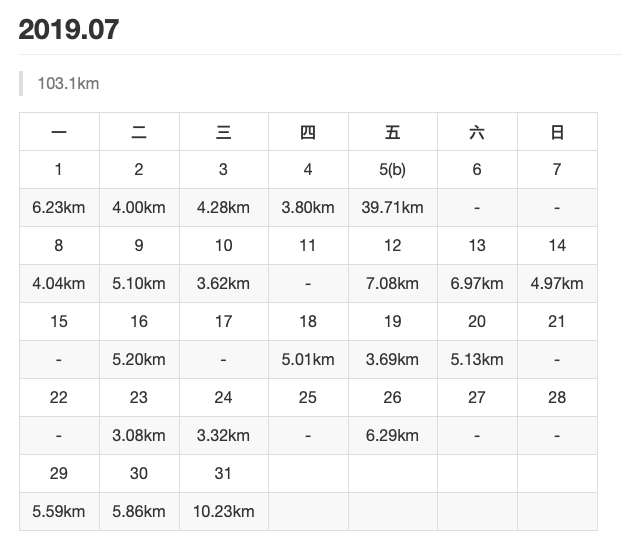 2019.07
103.1km
一 二 三 四 五 六 日
1 2 3 4 5(b) 6 7
6.23km 4.00km 4.28km 3.80km 39.71km - -
8 9 10 11 12 13 14
4.04km 5.10km 3.62km - 7.08km 6.97km 4.97km
15 16 17 18 19 20 21
- 5.20km - 5.01km 3.69km 5.13km -
22 23 24 25 26 27 28
- 3.08km 3.32km - 6.29km - -
29 30 31
5.59km 5.86km 10.23km